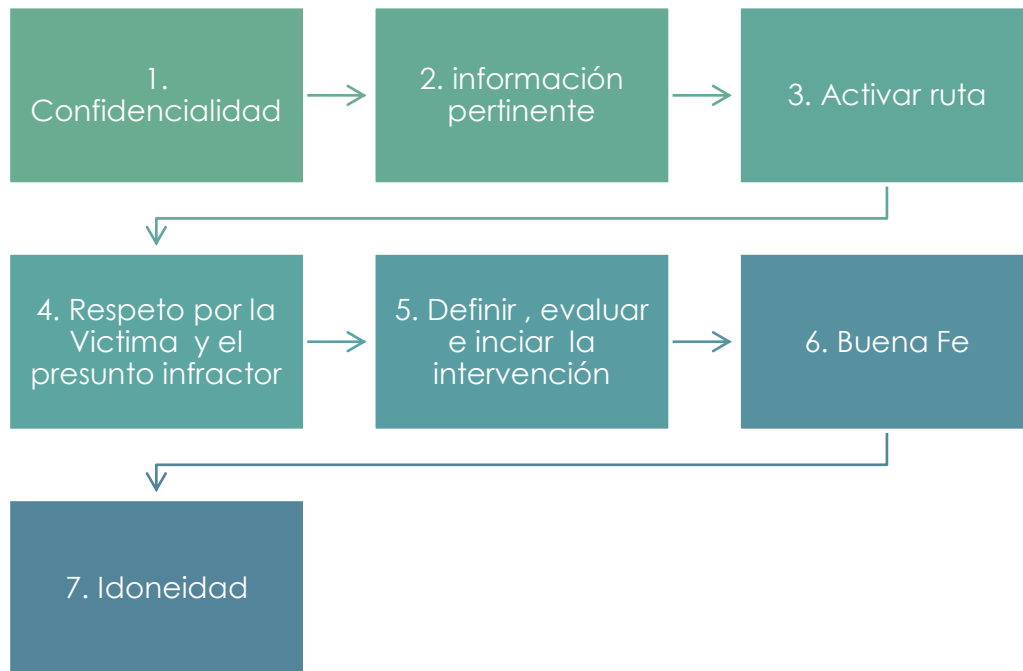 1.
Confidencialidad
2. información
pertinente
3. Activar ruta
4. Respeto por la
Victima y el
presunto infractor
5. Definir , evaluar
e inciar la
intervención
6. Buena Fe
7. Idoneidad